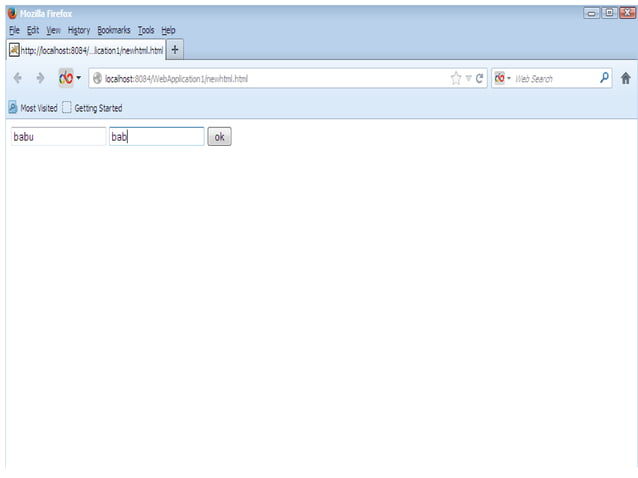 Mozilla Firefox
File Edit View History Bookmarks Tools Help
http://localhost:8084/...lication1/newhtml.html +
localhost:8084/WebApplication1/newhtml.html Web Search
Most Visited Getting Started
babu bab ok